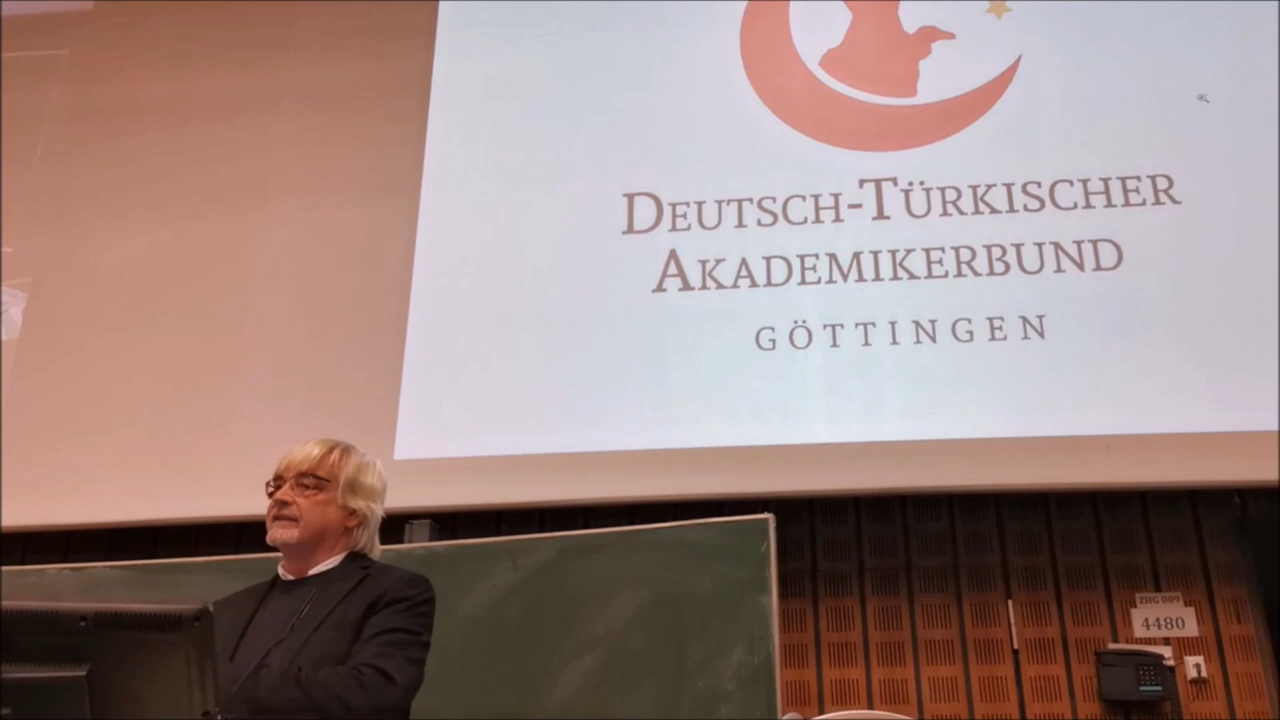 DEUTSCH-TÜRKISCHER
AKADEMIKERBUND
GÖTTINGEN
ZHG 009
4480